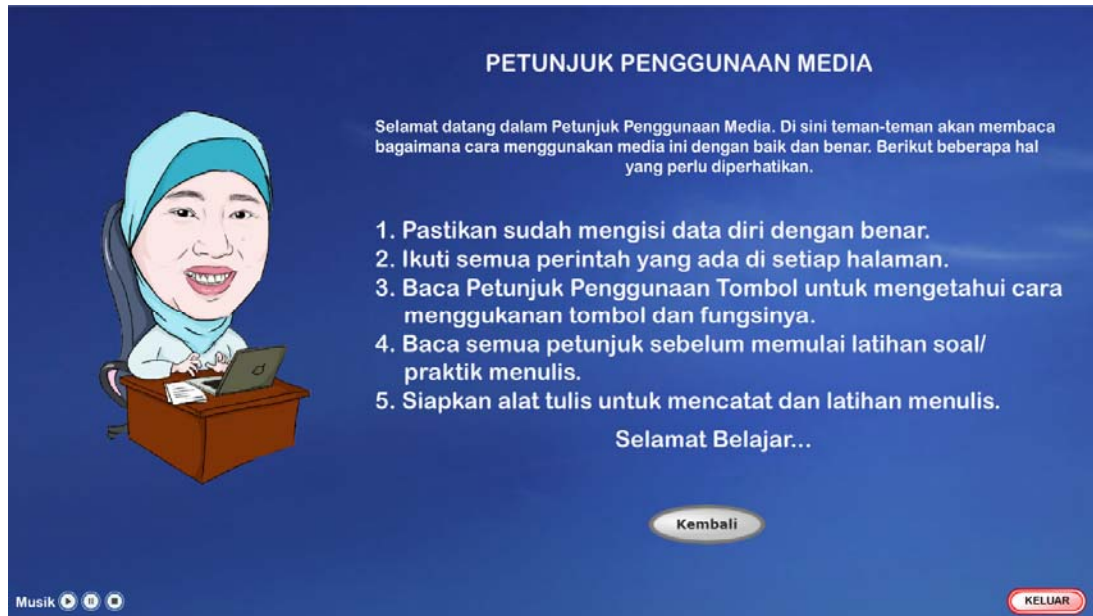 PETUNJUK PENGGUNAAN MEDIA
Selamat datang dalam Petunjuk Penggunaan Media. Di sini teman-teman akan membaca
bagaimana cara menggunakan media ini dengan baik dan benar. Berikut beberapa hal
yang perlu diperhatikan.
1. Pastikan sudah mengisi data diri dengan benar.
2. Ikuti semua perintah yang ada di setiap halaman.
3. Baca Petunjuk Penggunaan Tombol untuk mengetahui cara
menggukanan tombol dan fungsinya.
4. Baca semua petunjuk sebelum memulai latihan soal/
praktik menulis.
5. Siapkan alat tulis untuk mencatat dan latihan menulis.
Selamat Belajar...
Kembali
Musik
KELUAR